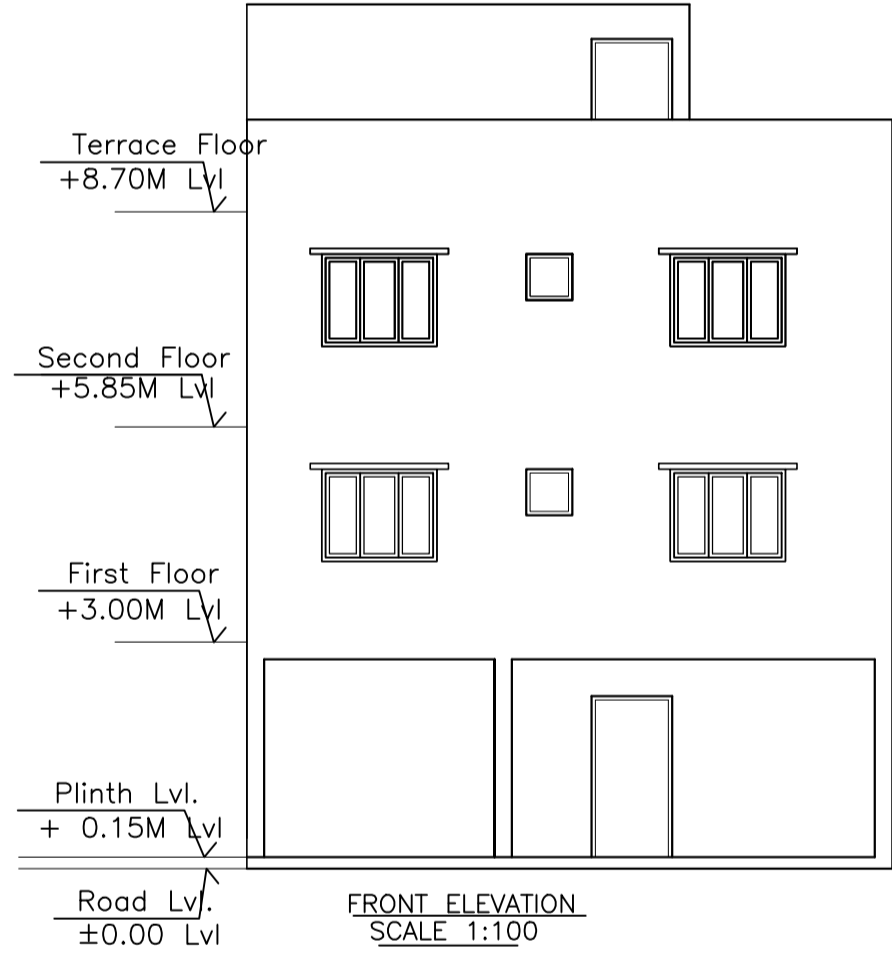 Terrace Floor
+8.70M Lvl
Second Floor
+5.85M Lvl
First Floor
+3.00M Lvl
Plinth Lvl.
+ 0.15M Lvl
Road Lvl.
±0.00 Lvl
FRONT ELEVATION
SCALE 1:100